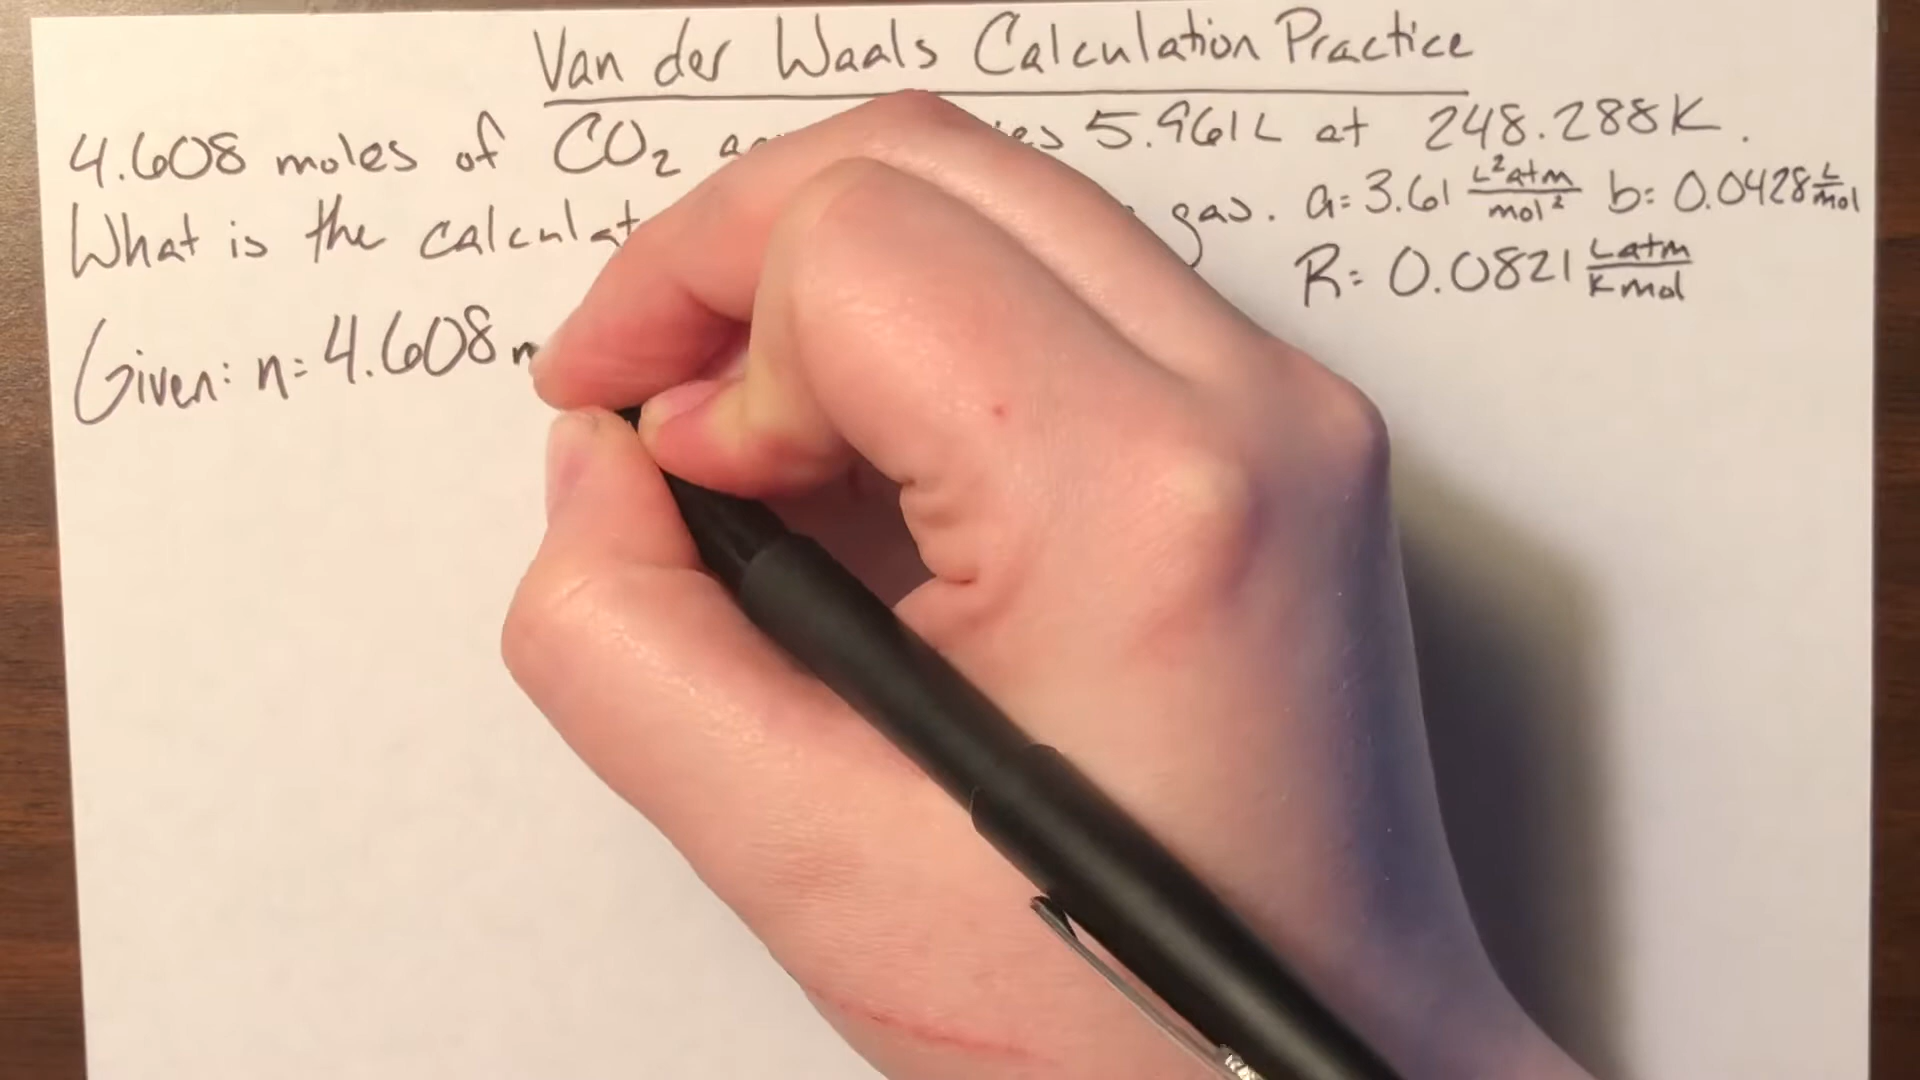 Van der Waals Calculation Practice
4.608 moles of CO₂ 5.961L at 248.288K.
What is the gas. a=3.61 L²atm/mol² b=0.0428 L/mol
R=0.0821 Latm/Kmol
Given: n=4.608